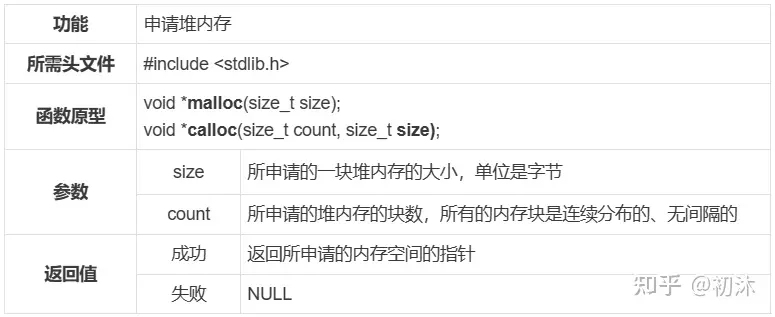 功能 申请堆内存
所需头文件 #include <stdlib.h>
函数原型 void *malloc(size_t size);
void *calloc(size_t count, size_t size);
参数 size 所申请的一块堆内存的大小，单位是字节
count 所申请的堆内存的块数，所有的内存块是连续分布的、无间隔的
返回值 成功 返回所申请的内存空间的指针
失败 NULL
知乎 @初沐